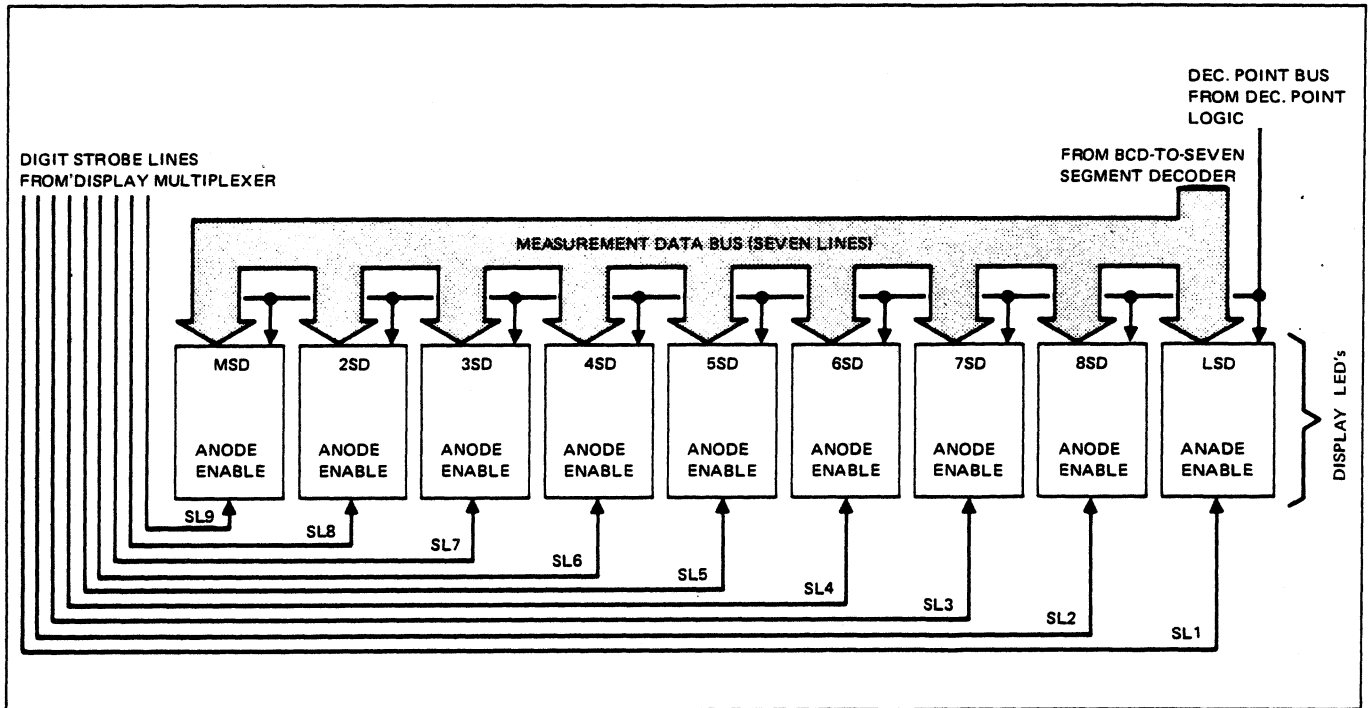 DEC. POINT BUS
FROM DEC. POINT
LOGIC
FROM BCD-TO-SEVEN
SEGMENT DECODER
DIGIT STROBE LINES
FROM'DISPLAY MULTIPLEXER
MEASUREMENT DATA BUS (SEVEN LINES)
MSD
ANODE
ENABLE
2SD
ANODE
ENABLE
3SD
ANODE
ENABLE
4SD
ANODE
ENABLE
5SD
ANODE
ENABLE
6SD
ANODE
ENABLE
7SD
ANODE
ENABLE
8SD
ANODE
ENABLE
LSD
ANADE
ENABLE
DISPLAY LED's
SL9
SL8
SL7
SL6
SL5
SL4
SL3
SL2
SL1